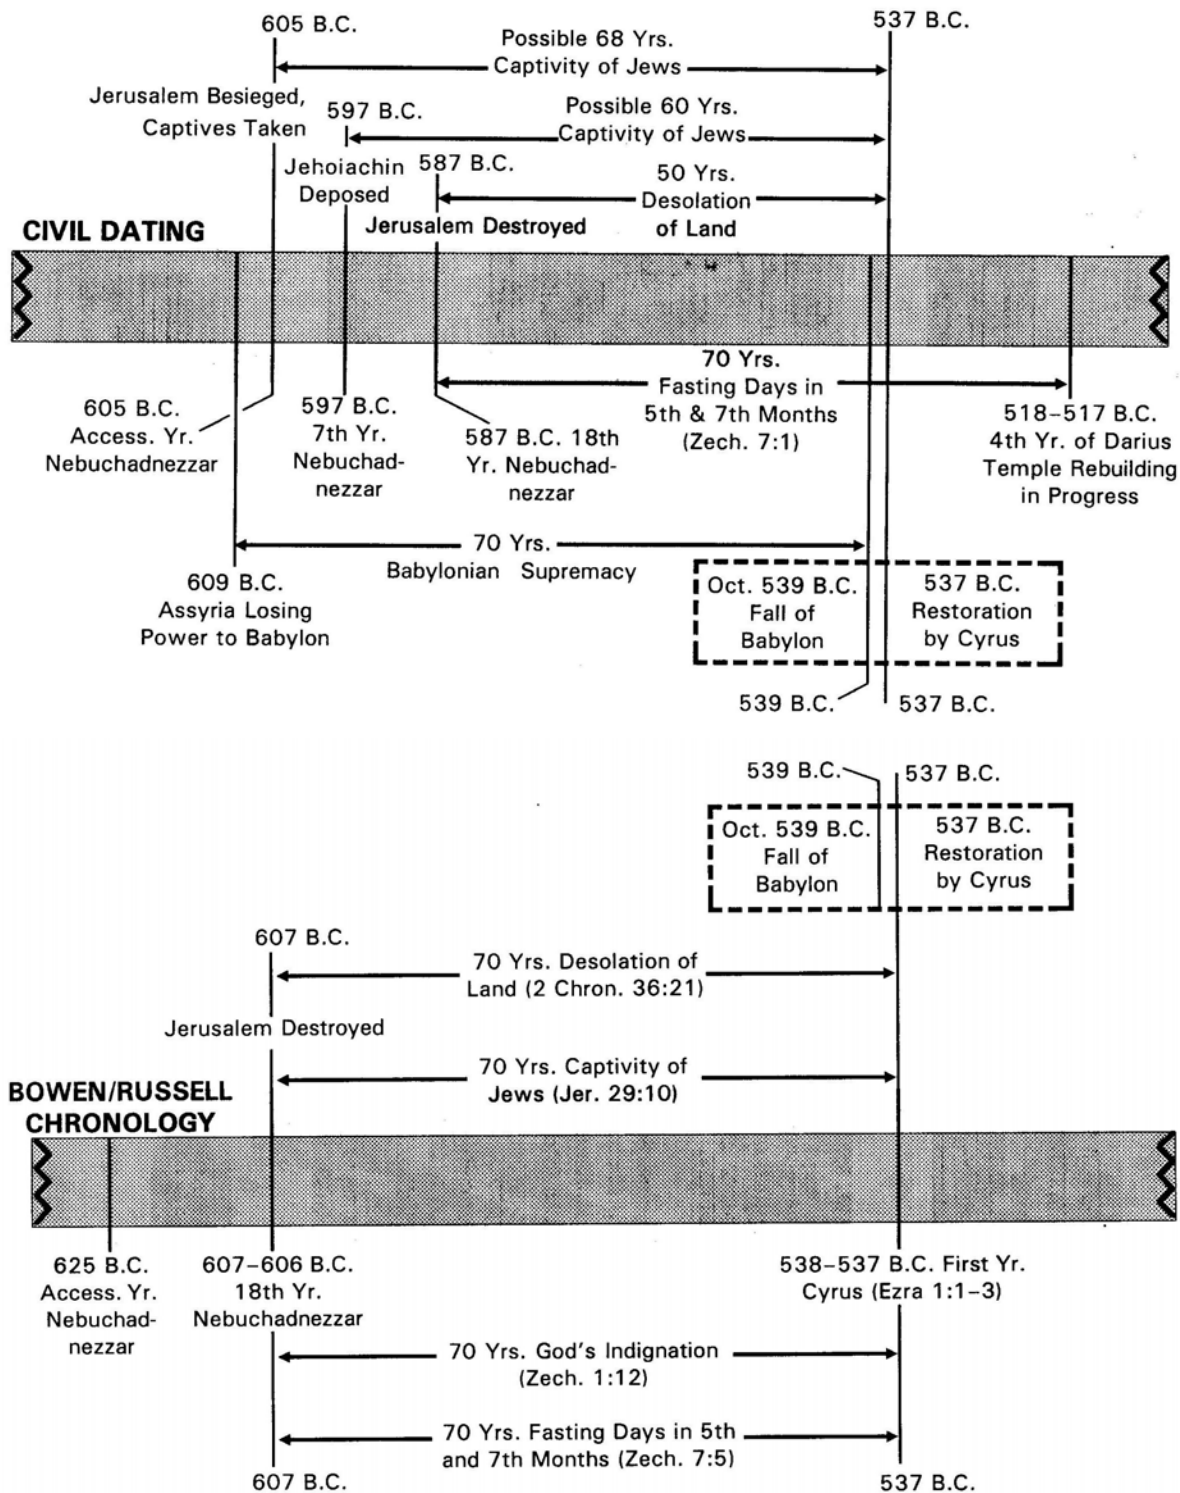 605 B.C.
537 B.C.
Possible 68 Yrs.
Captivity of Jews
Jerusalem Besieged,
Captives Taken
597 B.C.
Possible 60 Yrs.
Captivity of Jews
Jehoiachin
Deposed
587 B.C.
50 Yrs.
Desolation
of Land
Jerusalem Destroyed
CIVIL DATING
70 Yrs.
Fasting Days in
5th & 7th Months
(Zech. 7:1)
605 B.C.
Access. Yr.
Nebuchadnezzar
597 B.C.
7th Yr.
Nebuchad-
nezzar
587 B.C. 18th
Yr. Nebuchad-
nezzar
518–517 B.C.
4th Yr. of Darius
Temple Rebuilding
in Progress
70 Yrs.
Babylonian Supremacy
609 B.C.
Assyria Losing
Power to Babylon
Oct. 539 B.C.
Fall of
Babylon
537 B.C.
Restoration
by Cyrus
539 B.C.
537 B.C.
539 B.C.
537 B.C.
Oct. 539 B.C.
Fall of
Babylon
537 B.C.
Restoration
by Cyrus
607 B.C.
70 Yrs. Desolation of
Land (2 Chron. 36:21)
Jerusalem Destroyed
70 Yrs. Captivity of
Jews (Jer. 29:10)
BOWEN/RUSSELL
CHRONOLOGY
625 B.C.
Access. Yr.
Nebuchad-
nezzar
607–606 B.C.
18th Yr.
Nebuchadnezzar
538–537 B.C. First Yr.
Cyrus (Ezra 1:1–3)
70 Yrs. God's Indignation
(Zech. 1:12)
70 Yrs. Fasting Days in 5th
and 7th Months (Zech. 7:5)
607 B.C.
537 B.C.